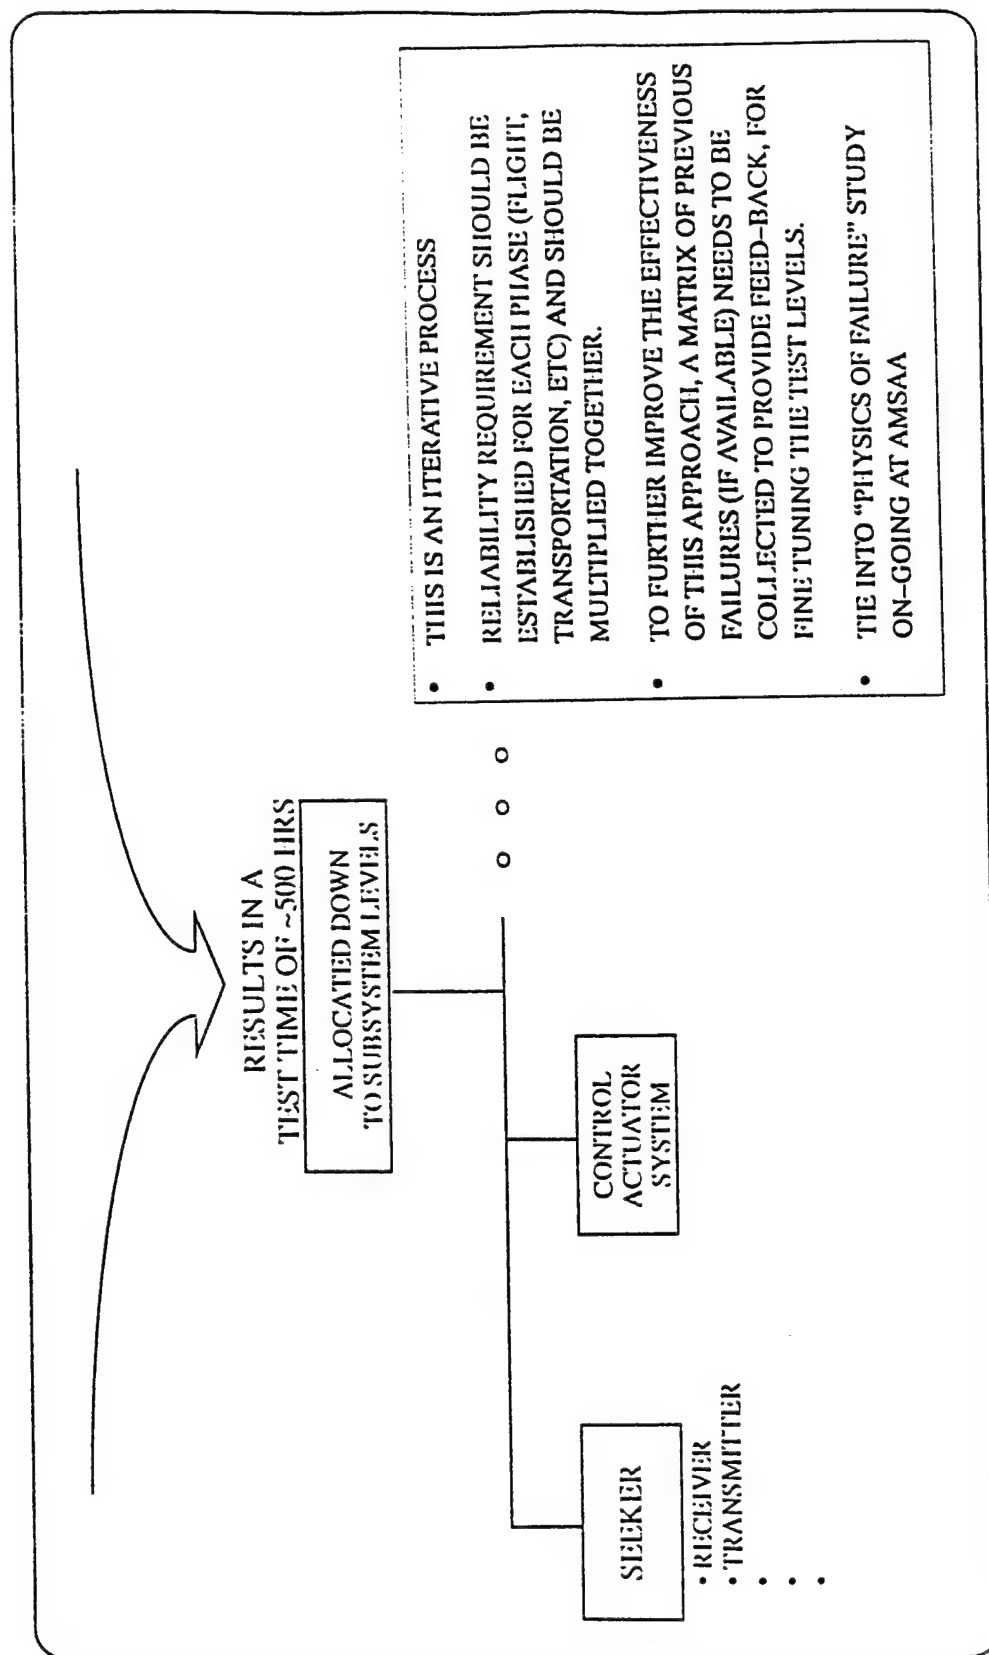 RESULTS IN A
TEST TIME OF ~500 HRS
ALLOCATED DOWN
TO SUBSYSTEM LEVELS
SEEKER
• RECEIVER
• TRANSMITTER
•
•
•
CONTROL
ACTUATOR
SYSTEM
• THIS IS AN ITERATIVE PROCESS
• RELIABILITY REQUIREMENT SHOULD BE
ESTABLISHED FOR EACH PHASE (FLIGHT,
TRANSPORTATION, ETC) AND SHOULD BE
MULTIPLIED TOGETHER.
• TO FURTHER IMPROVE THE EFFECTIVENESS
OF THIS APPROACH, A MATRIX OF PREVIOUS
FAILURES (IF AVAILABLE) NEEDS TO BE
COLLECTED TO PROVIDE FEED-BACK, FOR
FINE TUNING THE TEST LEVELS.
• TIE INTO "PHYSICS OF FAILURE" STUDY
ON-GOING AT AMSAA